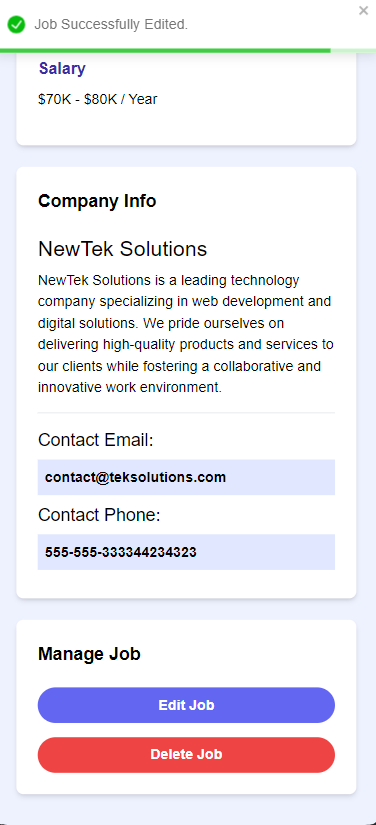 Job Successfully Edited.
Salary
$70K - $80K / Year
Company Info
NewTek Solutions
NewTek Solutions is a leading technology
company specializing in web development and
digital solutions. We pride ourselves on
delivering high-quality products and services to
our clients while fostering a collaborative and
innovative work environment.
Contact Email:
contact@teksolutions.com
Contact Phone:
555-555-333344234323
Manage Job
Edit Job
Delete Job